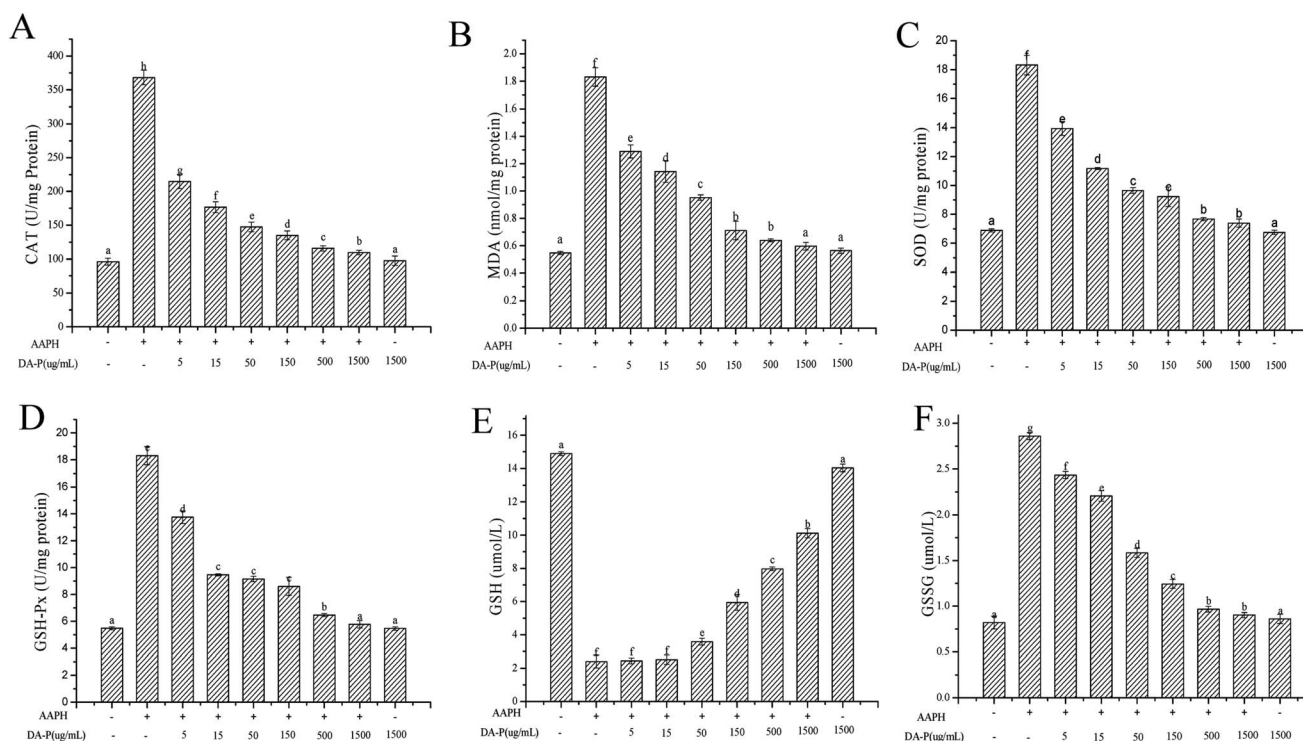 A
CAT (U/mg Protein)
400
350
300
250
200
150
100
50
0
a h g f e d c b a
AAPH - + + + + + + + -
DA-P(ug/mL) - - 5 15 50 150 500 1500 1500
B
MDA (nmol/mg protein)
2.0
1.8
1.6
1.4
1.2
1.0
0.8
0.6
0.4
0.2
0.0
a f e d c b b a a
AAPH - + + + + + + + -
DA-P(ug/mL) - - 5 15 50 150 500 1500 1500
C
SOD (U/mg protein)
20
18
16
14
12
10
8
6
4
2
0
a f e d c c b b a
AAPH - + + + + + + + -
DA-P(ug/mL) - - 5 15 50 150 500 1500 1500
D
GSH-Px (U/mg protein)
20
18
16
14
12
10
8
6
4
2
0
a e d c c c b a a
AAPH - + + + + + + + -
DA-P(ug/mL) - - 5 15 50 150 500 1500 1500
E
GSH (umol/L)
16
14
12
10
8
6
4
2
0
a f f f e d c b a
AAPH - + + + + + + + -
DA-P(ug/mL) - - 5 15 50 150 500 1500 1500
F
GSSG (umol/L)
3.0
2.5
2.0
1.5
1.0
0.5
0.0
a g f e d c b b a
AAPH - + + + + + + + -
DA-P(ug/mL) - - 5 15 50 150 500 1500 1500